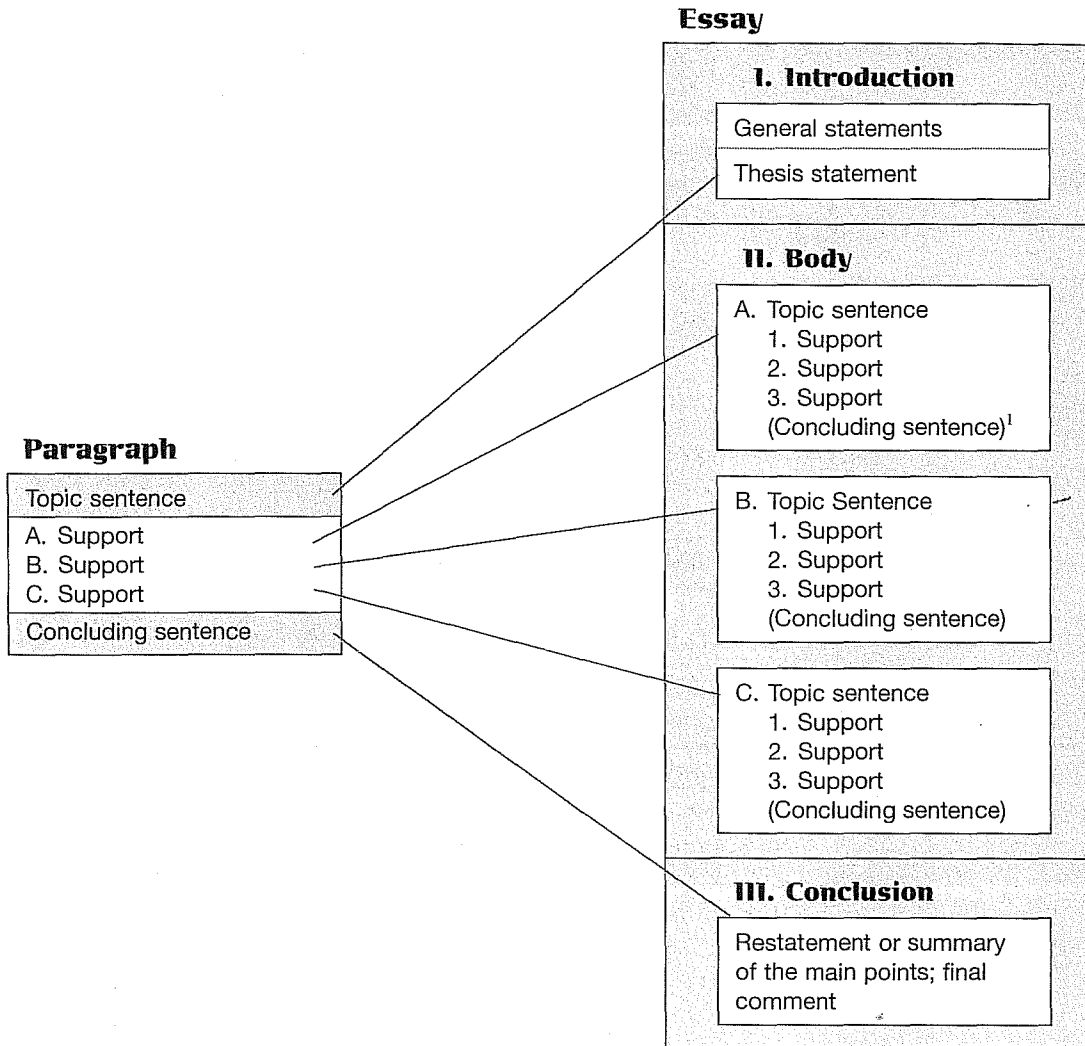 Essay
I. Introduction
General statements
Thesis statement
II. Body
A. Topic sentence
1. Support
2. Support
3. Support
(Concluding sentence)¹
B. Topic Sentence
1. Support
2. Support
3. Support
(Concluding sentence)
C. Topic sentence
1. Support
2. Support
3. Support
(Concluding sentence)
III. Conclusion
Restatement or summary
of the main points; final
comment
Paragraph
Topic sentence
A. Support
B. Support
C. Support
Concluding sentence